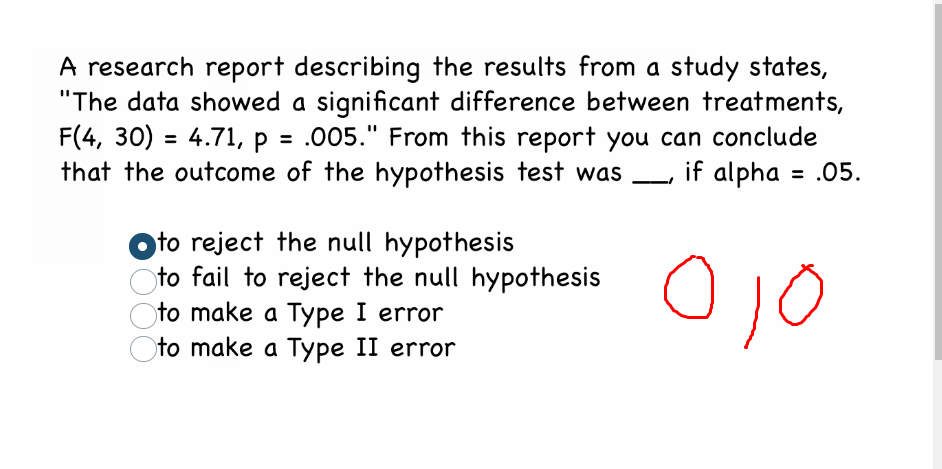 A research report describing the results from a study states,
"The data showed a significant difference between treatments,
F(4, 30) = 4.71, p = .005." From this report you can conclude
that the outcome of the hypothesis test was __, if alpha = .05.
to reject the null hypothesis
to fail to reject the null hypothesis
to make a Type I error
to make a Type II error
0,0